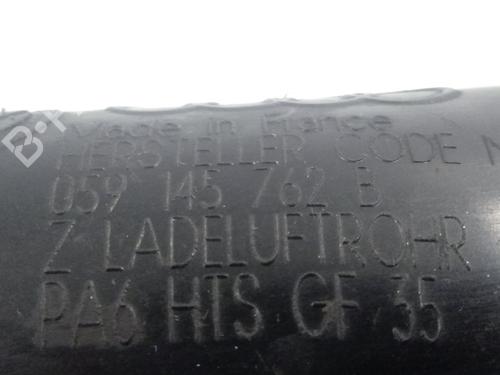 Made in France
HERSTELLER CODE N
059 145 762 B
Z LADELUFTROHR
PA6 HTS GF 35